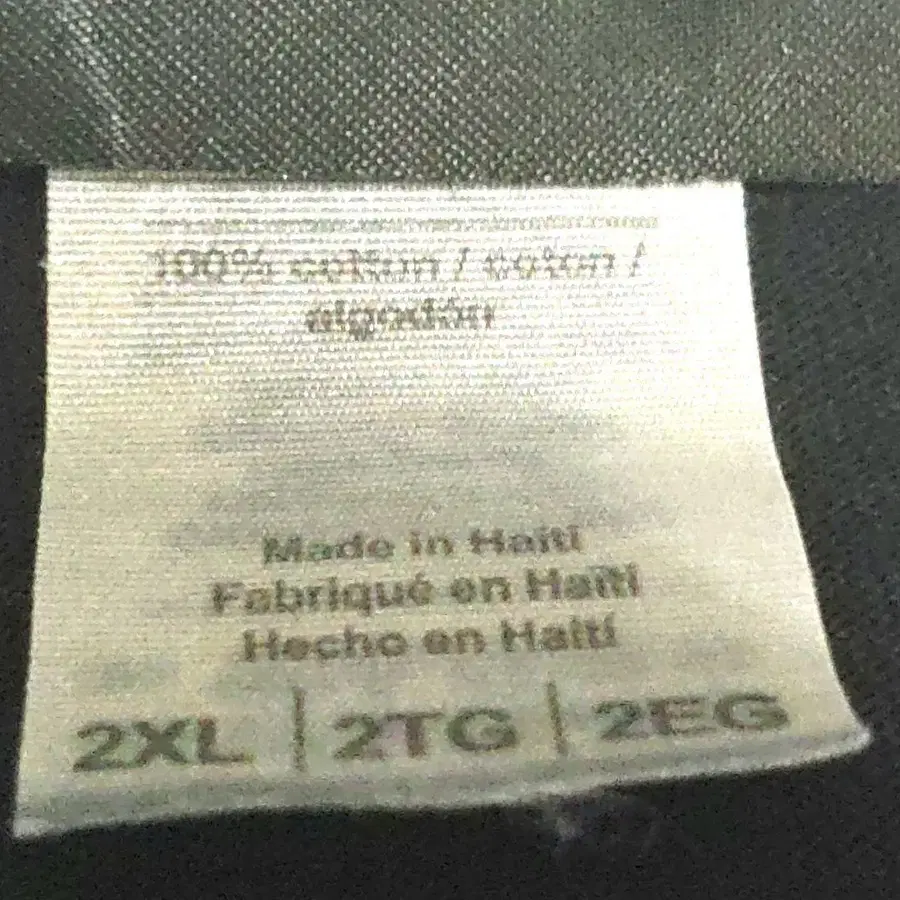 100% cotton / coton /
algodón
Made in Haiti
Fabriqué en Haïti
Hecho en Haití
2XL | 2TG | 2EG